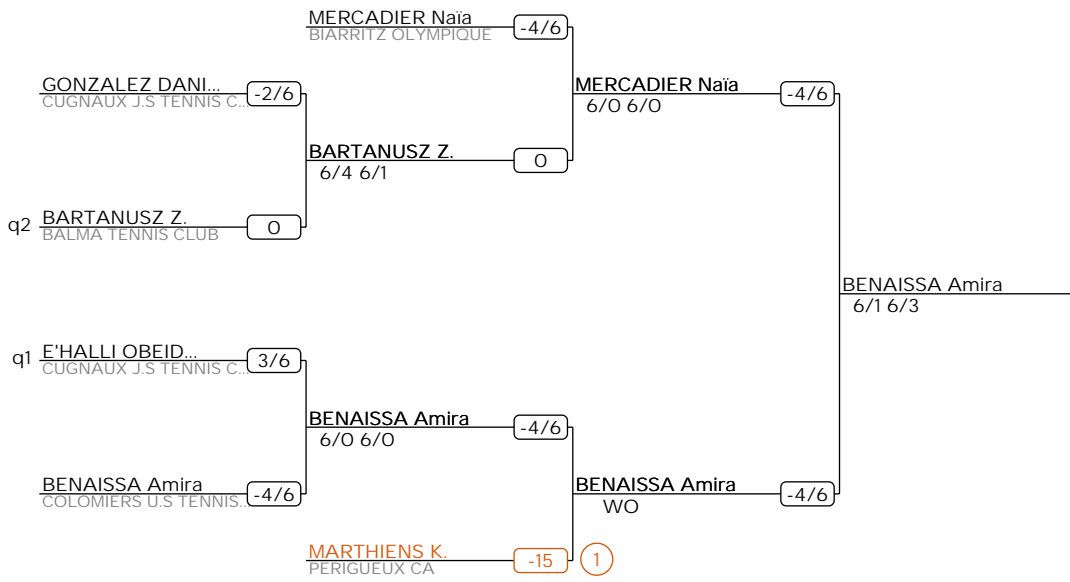 MERCADIER Naïa
BIARRITZ OLYMPIQUE
-4/6
GONZALEZ DANI...
CUGNAUX J.S TENNIS C...
-2/6
MERCADIER Naïa
6/0 6/0
-4/6
BARTANUSZ Z.
6/4 6/1
0
q2 BARTANUSZ Z.
BALMA TENNIS CLUB
0
BENAISSA Amira
6/1 6/3
q1 E'HALLI OBEID...
CUGNAUX J.S TENNIS C...
3/6
BENAISSA Amira
6/0 6/0
-4/6
BENAISSA Amira
COLOMIERS U.S TENNIS...
-4/6
BENAISSA Amira
WO
-4/6
MARTHIENS K.
PERIGUEUX CA
-15
1